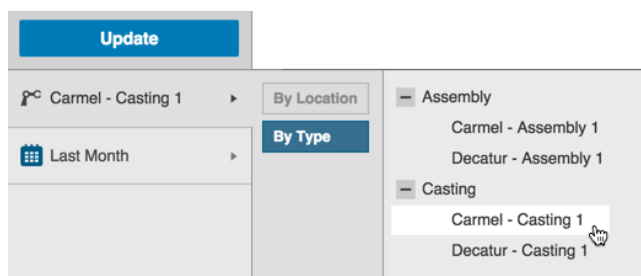 Update
Carmel - Casting 1
Last Month
By Location
By Type
Assembly
Carmel - Assembly 1
Decatur - Assembly 1
Casting
Carmel - Casting 1
Decatur - Casting 1